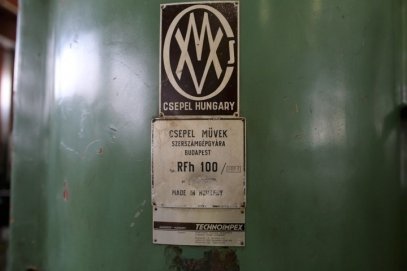 CSEPEL HUNGARY
CSEPEL MŰVEK
SZERSZÁMGÉPGYÁRA
BUDAPEST
RFh 100/
MADE IN HUNGARY
TECHNOIMPEX